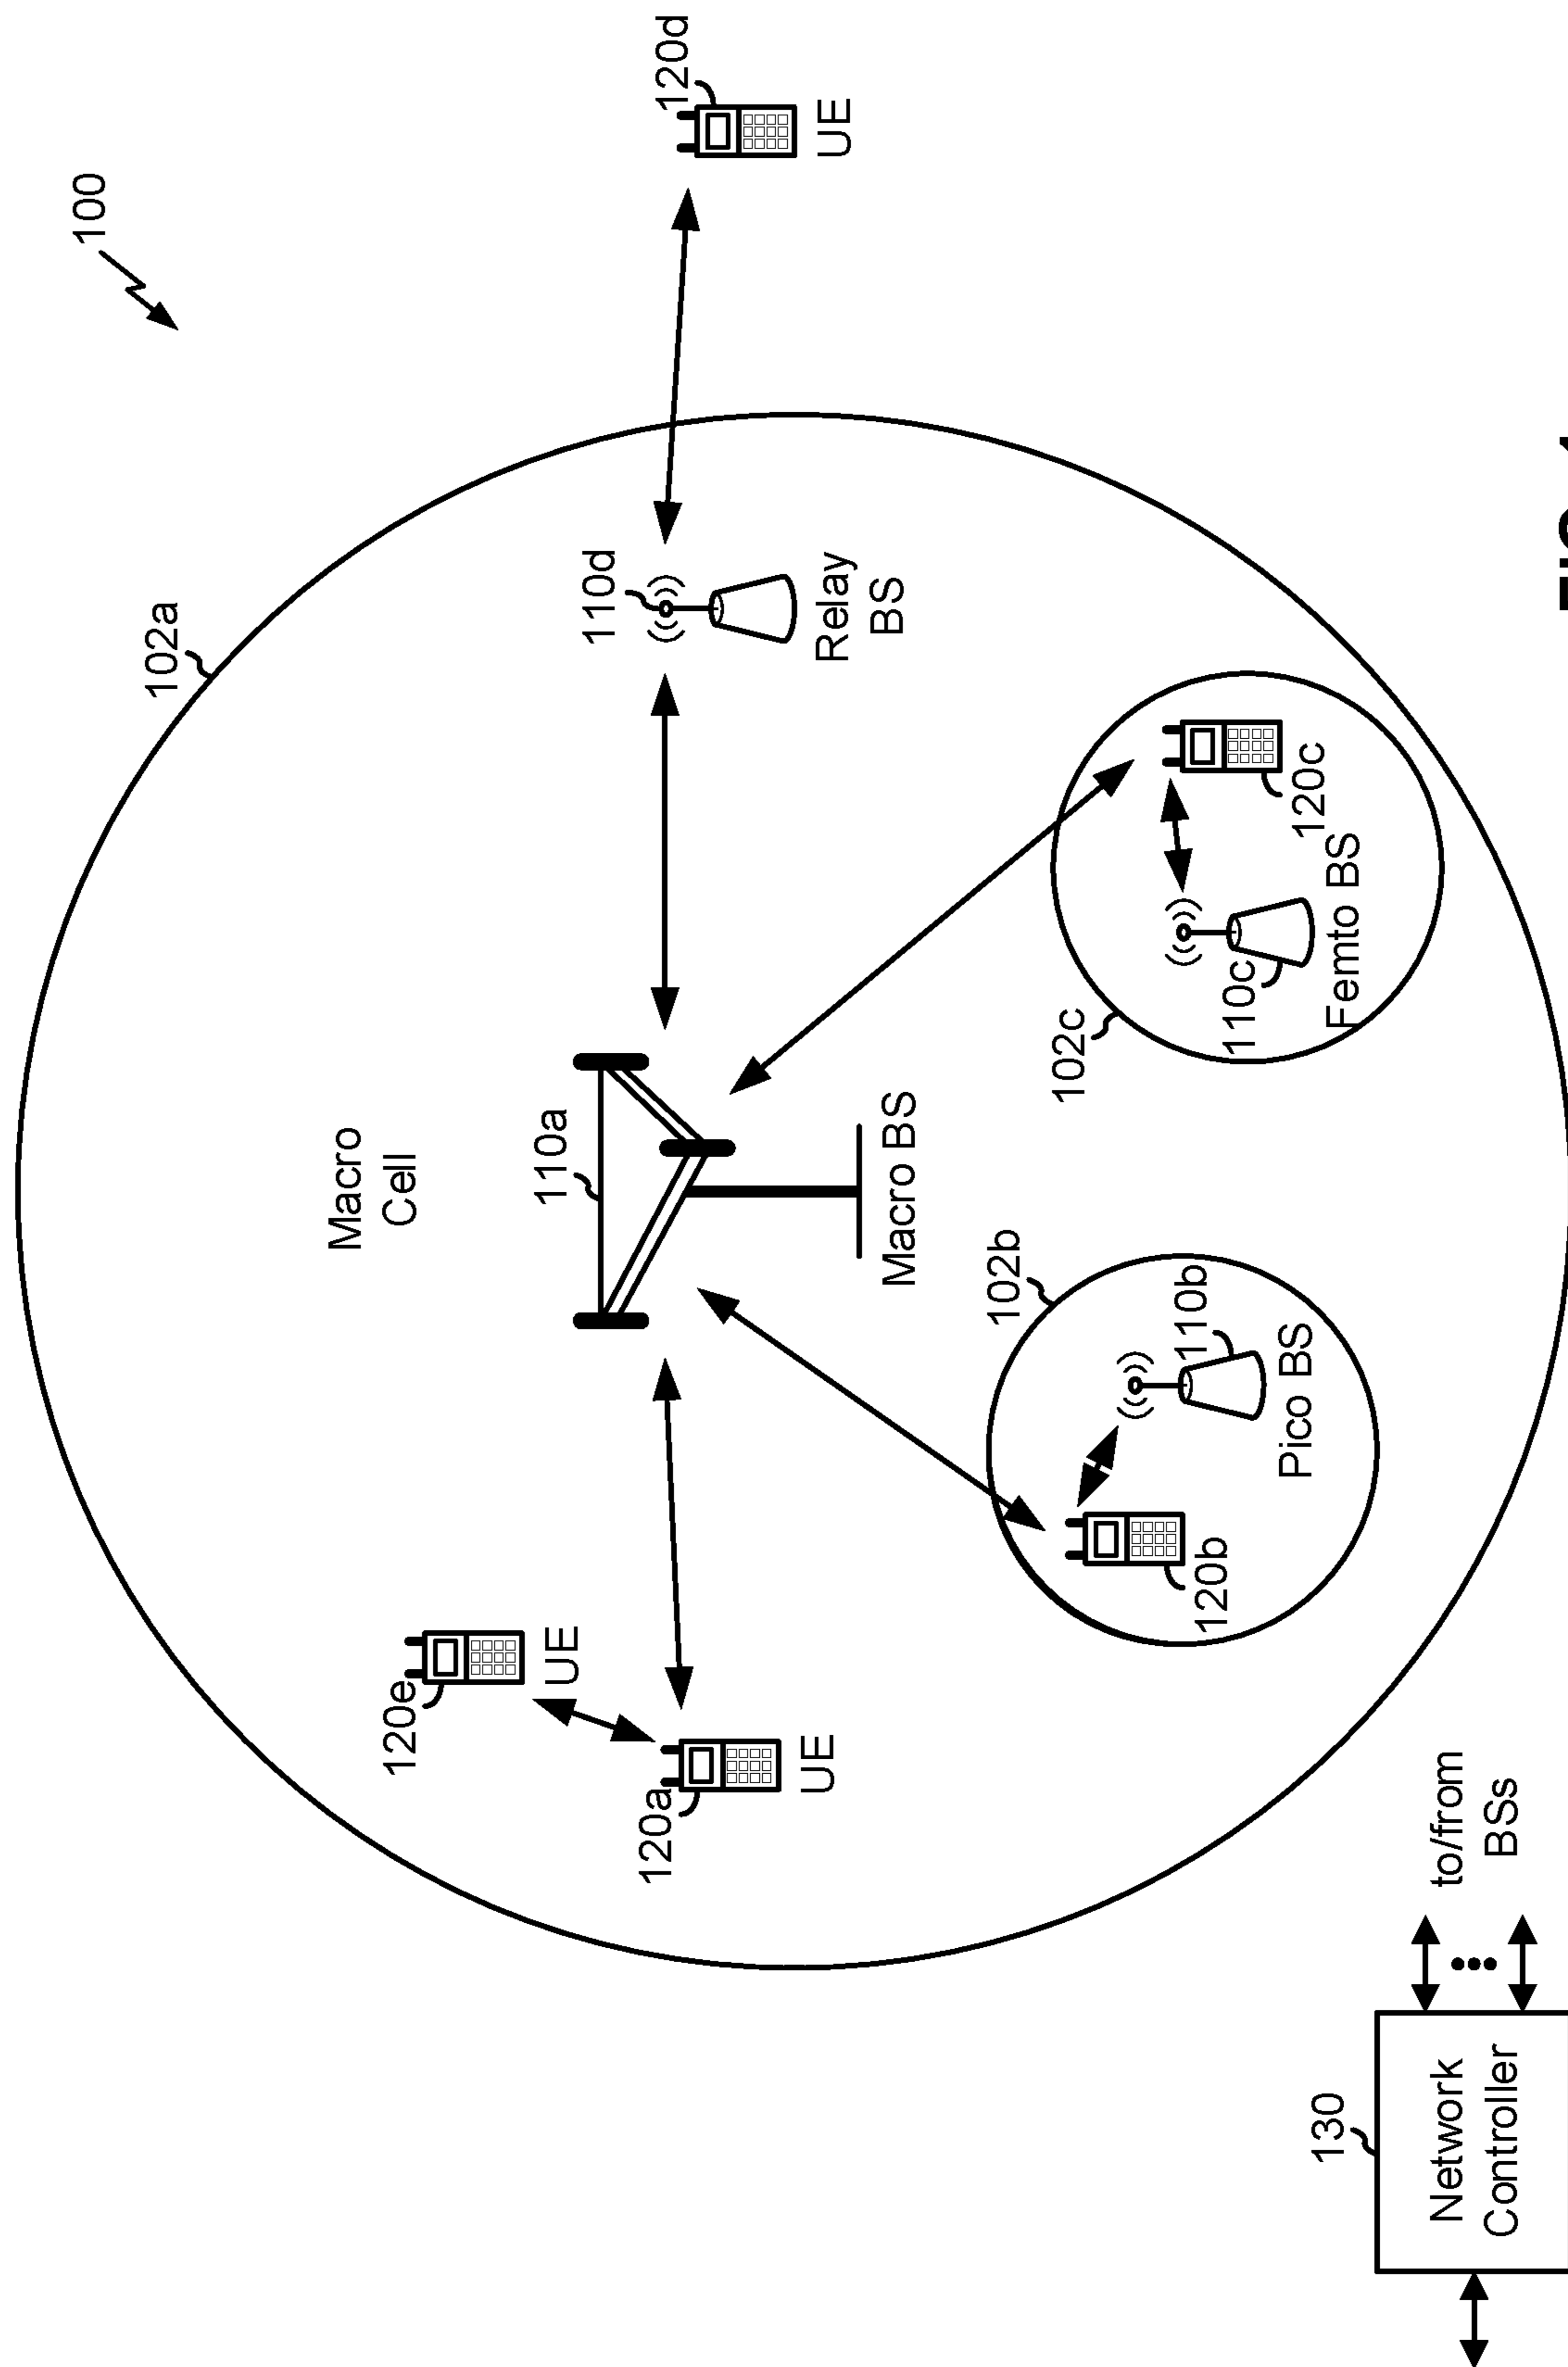 100
102a
Macro
Cell
120e
UE
110a
110d
120a
UE
120d
UE
Relay
BS
Macro BS
102b
102c
110b
Pico BS
120b
110c
Femto BS
120c
130
Network
Controller
to/from
BSs